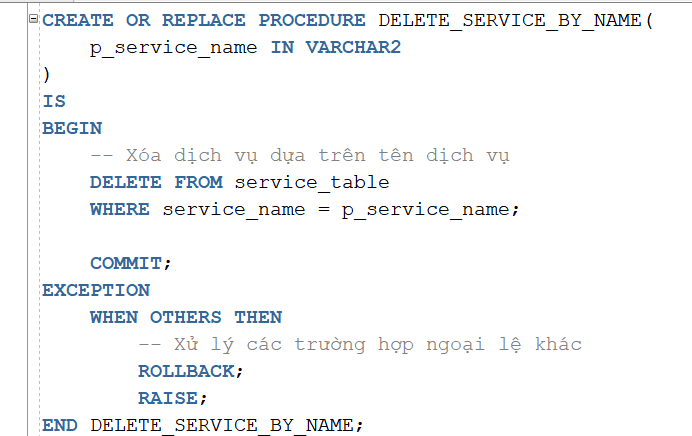 CREATE OR REPLACE PROCEDURE DELETE_SERVICE_BY_NAME(
    p_service_name IN VARCHAR2
)
IS
BEGIN
    -- Xóa dịch vụ dựa trên tên dịch vụ
    DELETE FROM service_table
    WHERE service_name = p_service_name;

    COMMIT;
EXCEPTION
    WHEN OTHERS THEN
        -- Xử lý các trường hợp ngoại lệ khác
        ROLLBACK;
        RAISE;
END DELETE_SERVICE_BY_NAME;